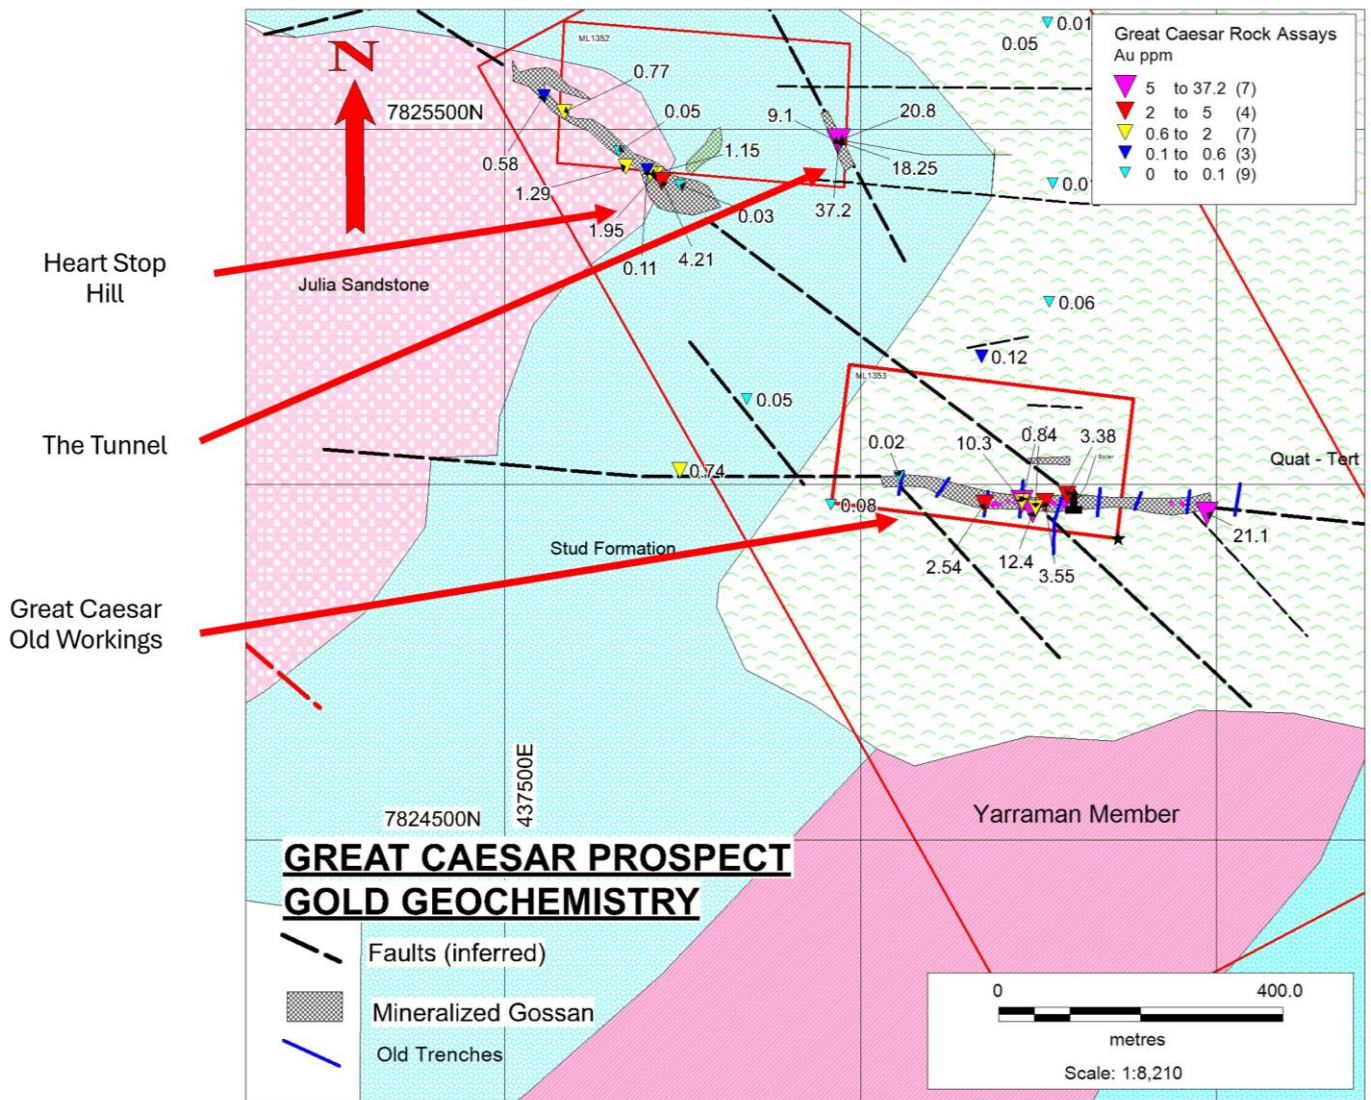 0.01
0.05
Great Caesar Rock Assays
Au ppm
5 to 37.2 (7)
2 to 5 (4)
0.6 to 2 (7)
0.1 to 0.6 (3)
0 to 0.1 (9)
N
ML1352
0.77
7825500N
0.05
9.1
20.8
0.58
1.15
18.25
1.29
0.03
37.2
1.95
4.21
0.11
Heart Stop
Hill
Julia Sandstone
0.06
0.12
ML1353
0.05
The Tunnel
0.02
10.3
0.84
3.38
0.74
Quat - Tert
0.08
Stud Formation
2.54
12.4
3.55
21.1
Great Caesar
Old Workings
437500E
7824500N
Yarraman Member
GREAT CAESAR PROSPECT
GOLD GEOCHEMISTRY
Faults (inferred)
Mineralized Gossan
Old Trenches
0 400.0
metres
Scale: 1:8,210